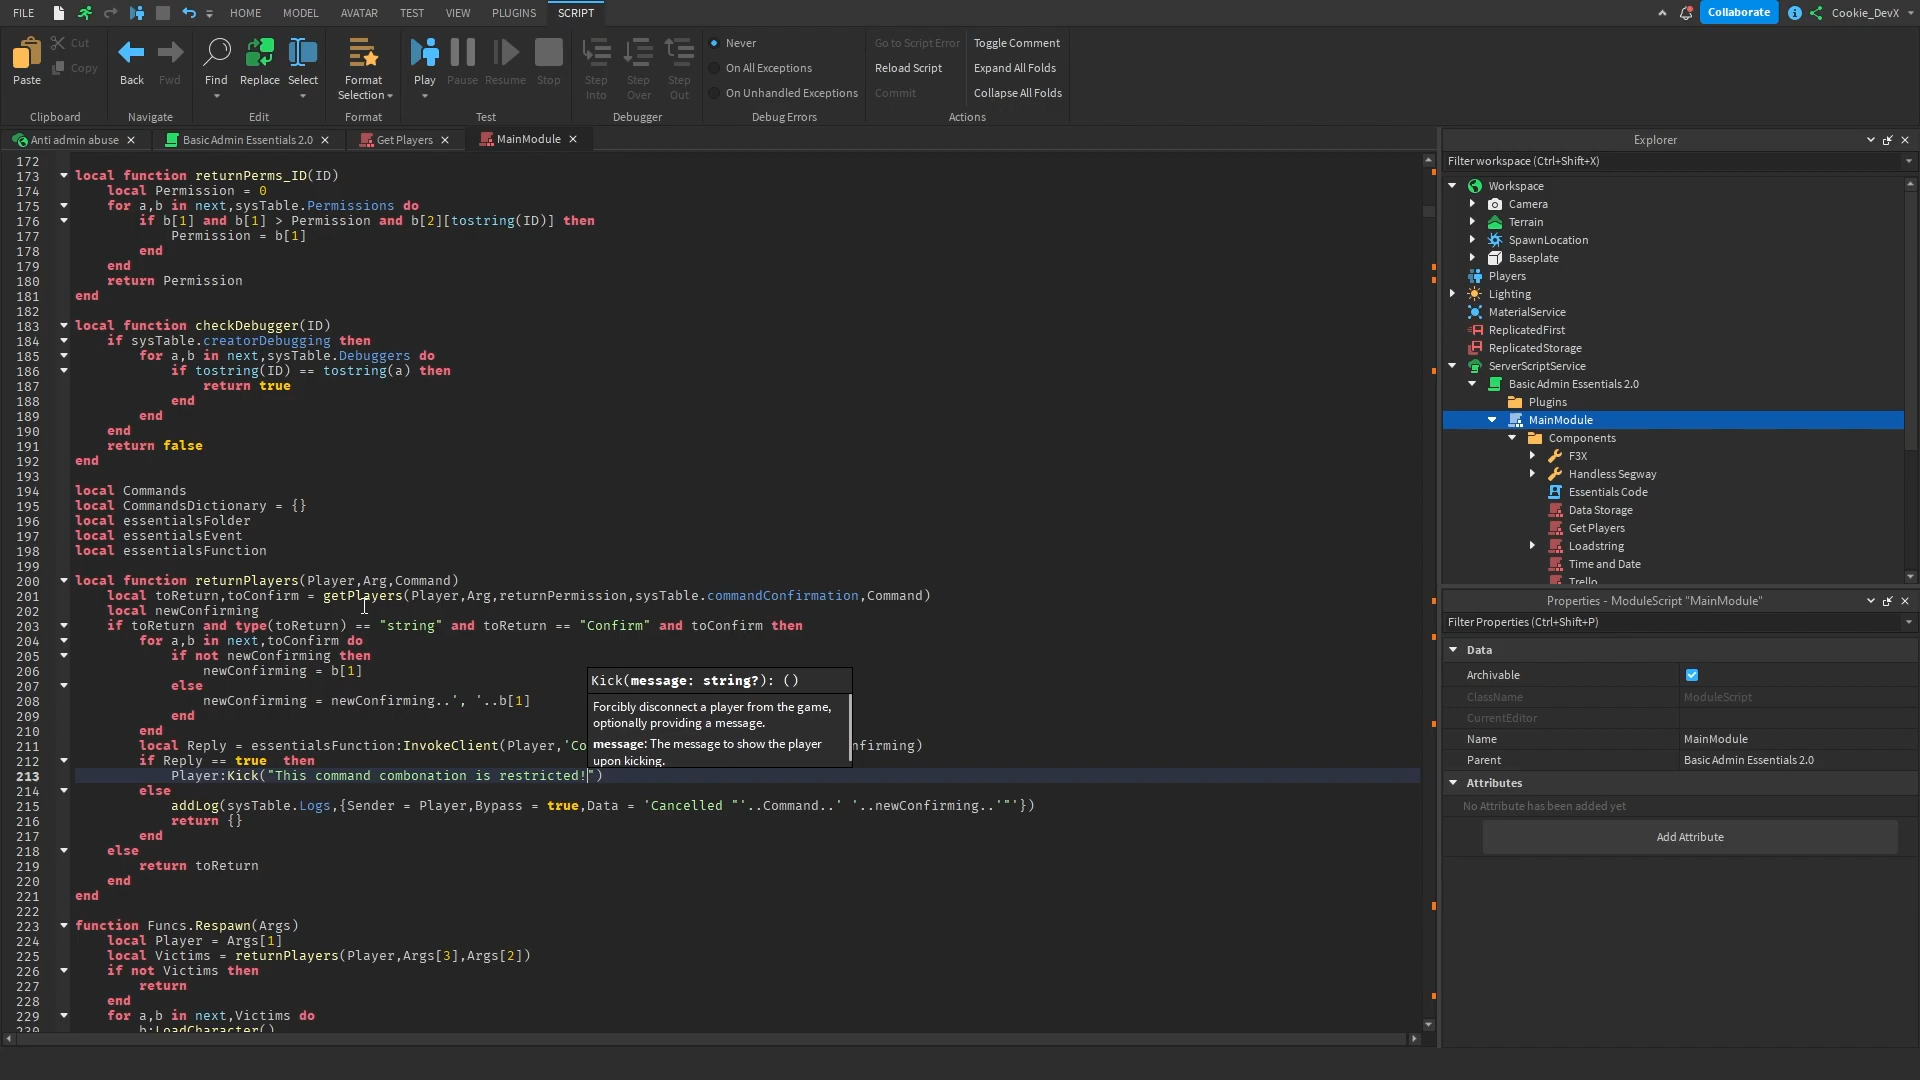 FILE HOME MODEL AVATAR TEST VIEW PLUGINS SCRIPT Collaborate Cookie_DevX
Paste Cut Copy Back Fwd Find Replace Select Format Selection Play Pause Resume Stop Step Into Step Over Step Out
Never
On All Exceptions
On Unhandled Exceptions
Go to Script Error
Reload Script
Commit
Toggle Comment
Expand All Folds
Collapse All Folds
Clipboard Navigate Edit Format Test Debugger Debug Errors Actions
Anti admin abuse Basic Admin Essentials 2.0 Get Players MainModule
172
173 local function returnPerms_ID(ID)
174 local Permission = 0
175 for a,b in next,sysTable.Permissions do
176 if b[1] and b[1] > Permission and b[2][tostring(ID)] then
177 Permission = b[1]
178 end
179 end
180 return Permission
181 end
182
183 local function checkDebugger(ID)
184 if sysTable.creatorDebugging then
185 for a,b in next,sysTable.Debuggers do
186 if tostring(ID) == tostring(a) then
187 return true
188 end
189 end
190 end
191 return false
192 end
193
194 local Commands
195 local CommandsDictionary = {}
196 local essentialsFolder
197 local essentialsEvent
198 local essentialsFunction
199
200 local function returnPlayers(Player,Arg,Command)
201 local toReturn,toConfirm = getPlayers(Player,Arg,returnPermission,sysTable.commandConfirmation,Command)
202 local newConfirming
203 if toReturn and type(toReturn) == "string" and toReturn == "Confirm" and toConfirm then
204 for a,b in next,toConfirm do
205 if not newConfirming then
206 newConfirming = b[1]
207 else
208 newConfirming = newConfirming..', '..b[1]
209 end
210 end
211 local Reply = essentialsFunction:InvokeClient(Player,'Co nfirming)
212 if Reply == true then
213 Player:Kick("This command combonation is restricted!")
214 else
215 addLog(sysTable.Logs,{Sender = Player,Bypass = true,Data = 'Cancelled "'..Command..' '..newConfirming..'"'})
216 return {}
217 end
218 else
219 return toReturn
220 end
221 end
222
223 function Funcs.Respawn(Args)
224 local Player = Args[1]
225 local Victims = returnPlayers(Player,Args[3],Args[2])
226 if not Victims then
227 return
228 end
229 for a,b in next,Victims do
230 b:LoadCharacter()
Kick(message: string?): ()
Forcibly disconnect a player from the game,
optionally providing a message.
message: The message to show the player
upon kicking.
Explorer
Filter workspace (Ctrl+Shift+X)
Workspace
Camera
Terrain
SpawnLocation
Baseplate
Players
Lighting
MaterialService
ReplicatedFirst
ReplicatedStorage
ServerScriptService
Basic Admin Essentials 2.0
Plugins
MainModule
Components
F3X
Handless Segway
Essentials Code
Data Storage
Get Players
Loadstring
Time and Date
Trello
Properties - ModuleScript "MainModule"
Filter Properties (Ctrl+Shift+P)
Data
Archivable
ClassName ModuleScript
CurrentEditor
Name MainModule
Parent Basic Admin Essentials 2.0
Attributes
No Attribute has been added yet
Add Attribute